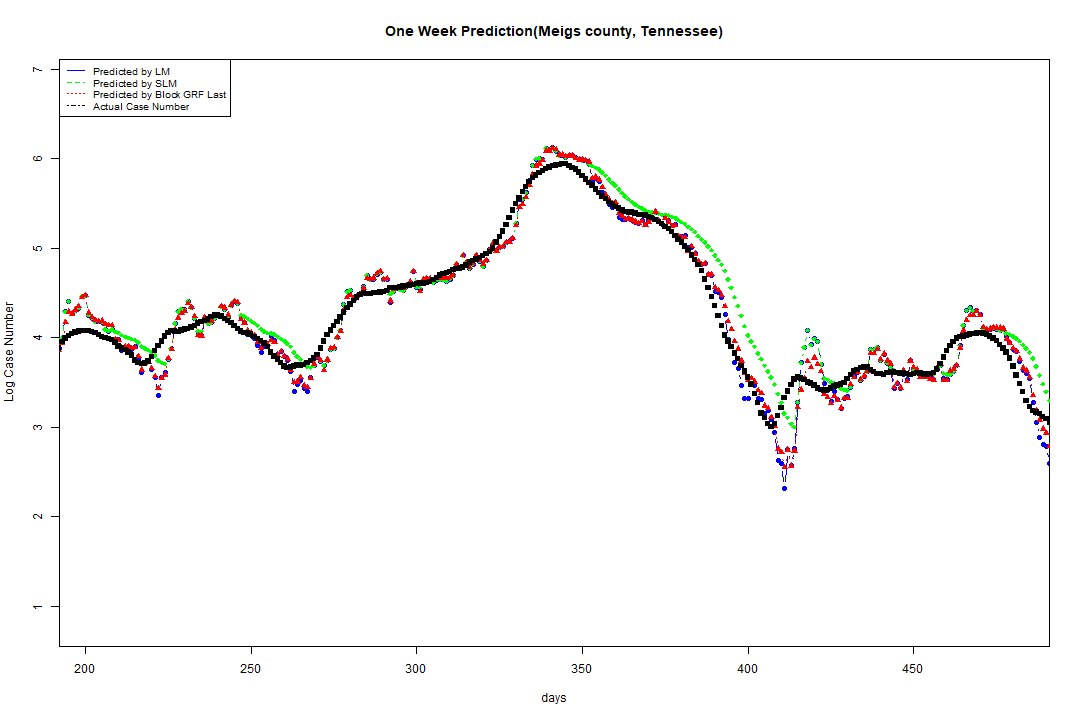 One Week Prediction(Meigs county, Tennessee)
Predicted by LM
Predicted by SLM
Predicted by Block GRF Last
Actual Case Number
7
6
5
4
3
2
1
Log Case Number
200 250 300 350 400 450
days